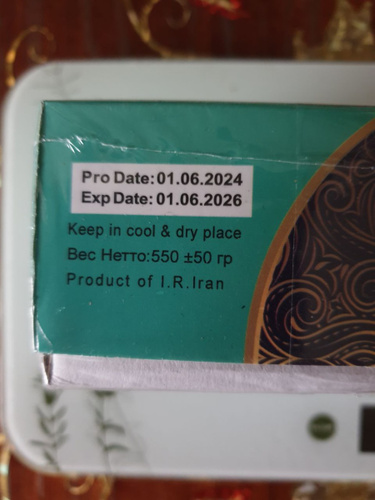 Pro Date:01.06.2024
Exp Date: 01.06.2026
Keep in cool & dry place
Вес Нетто:550 ±50 гр
Product of I.R.Iran